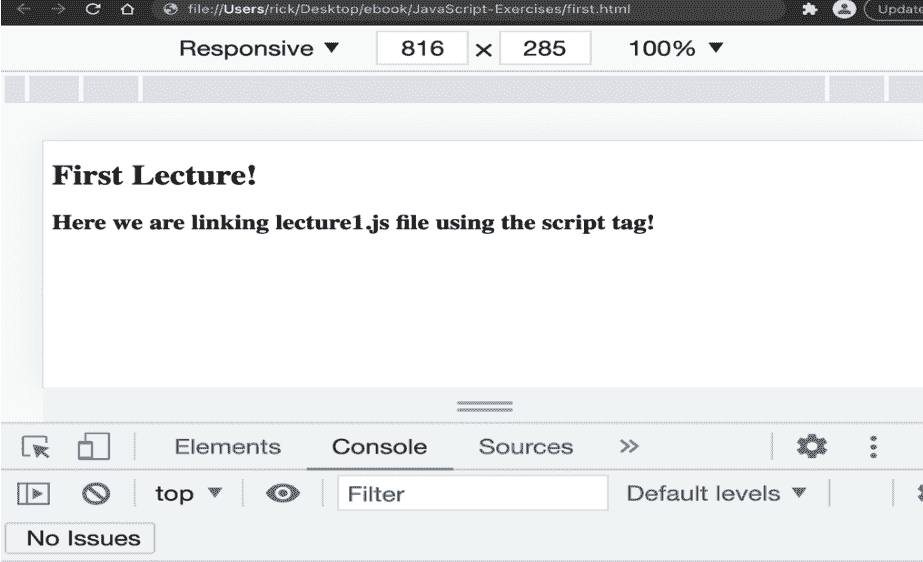 file://Users/rick/Desktop/ebook/JavaScript-Exercises/first.html Update
Responsive 816 × 285 100%
First Lecture!
Here we are linking lecture1.js file using the script tag!
Elements Console Sources »
top Filter Default levels
No Issues